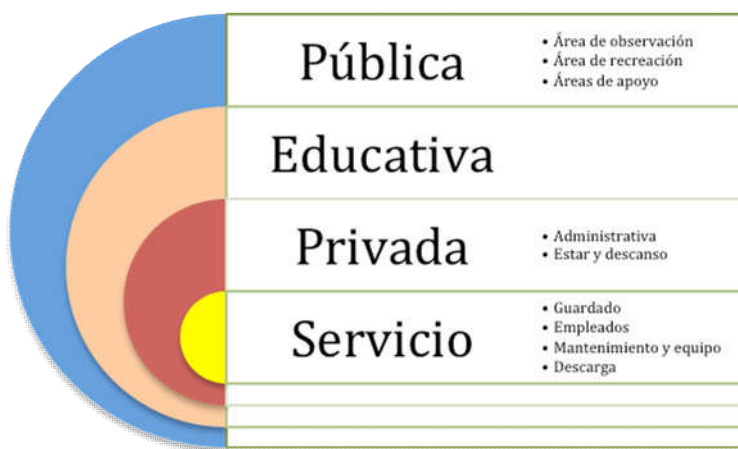 Pública
• Área de observación
• Área de recreación
• Áreas de apoyo
Educativa
Privada
• Administrativa
• Estar y descanso
Servicio
• Guardado
• Empleados
• Mantenimiento y equipo
• Descarga